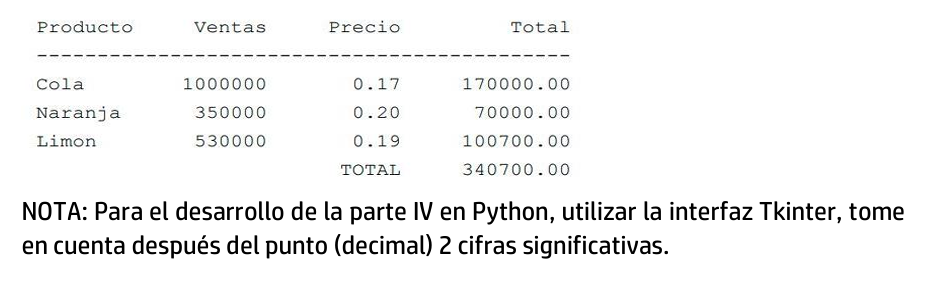 Producto Ventas Precio Total
--------------------------------------------
Cola 1000000 0.17 170000.00
Naranja 350000 0.20 70000.00
Limon 530000 0.19 100700.00
TOTAL 340700.00
NOTA: Para el desarrollo de la parte IV en Python, utilizar la interfaz Tkinter, tome
en cuenta después del punto (decimal) 2 cifras significativas.